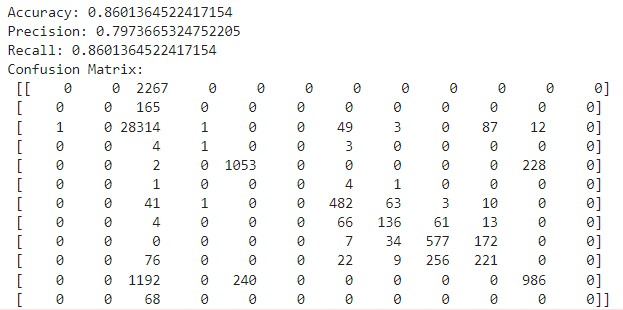 Accuracy: 0.8601364522417154
Precision: 0.7973665324752205
Recall: 0.8601364522417154
Confusion Matrix:
[[ 0 0 2267 0 0 0 0 0 0 0 0 0]
[ 0 0 165 0 0 0 0 0 0 0 0 0]
[ 1 0 28314 1 0 0 49 3 0 87 12 0]
[ 0 0 4 1 0 0 3 0 0 0 0 0]
[ 0 0 2 0 1053 0 0 0 0 0 228 0]
[ 0 0 1 0 0 0 4 1 0 0 0 0]
[ 0 0 41 1 0 0 482 63 3 10 0 0]
[ 0 0 4 0 0 0 66 136 61 13 0 0]
[ 0 0 0 0 0 0 7 34 577 172 0 0]
[ 0 0 76 0 0 0 22 9 256 221 0 0]
[ 0 0 1192 0 240 0 0 0 0 0 986 0]
[ 0 0 68 0 0 0 0 0 0 0 0 0]]